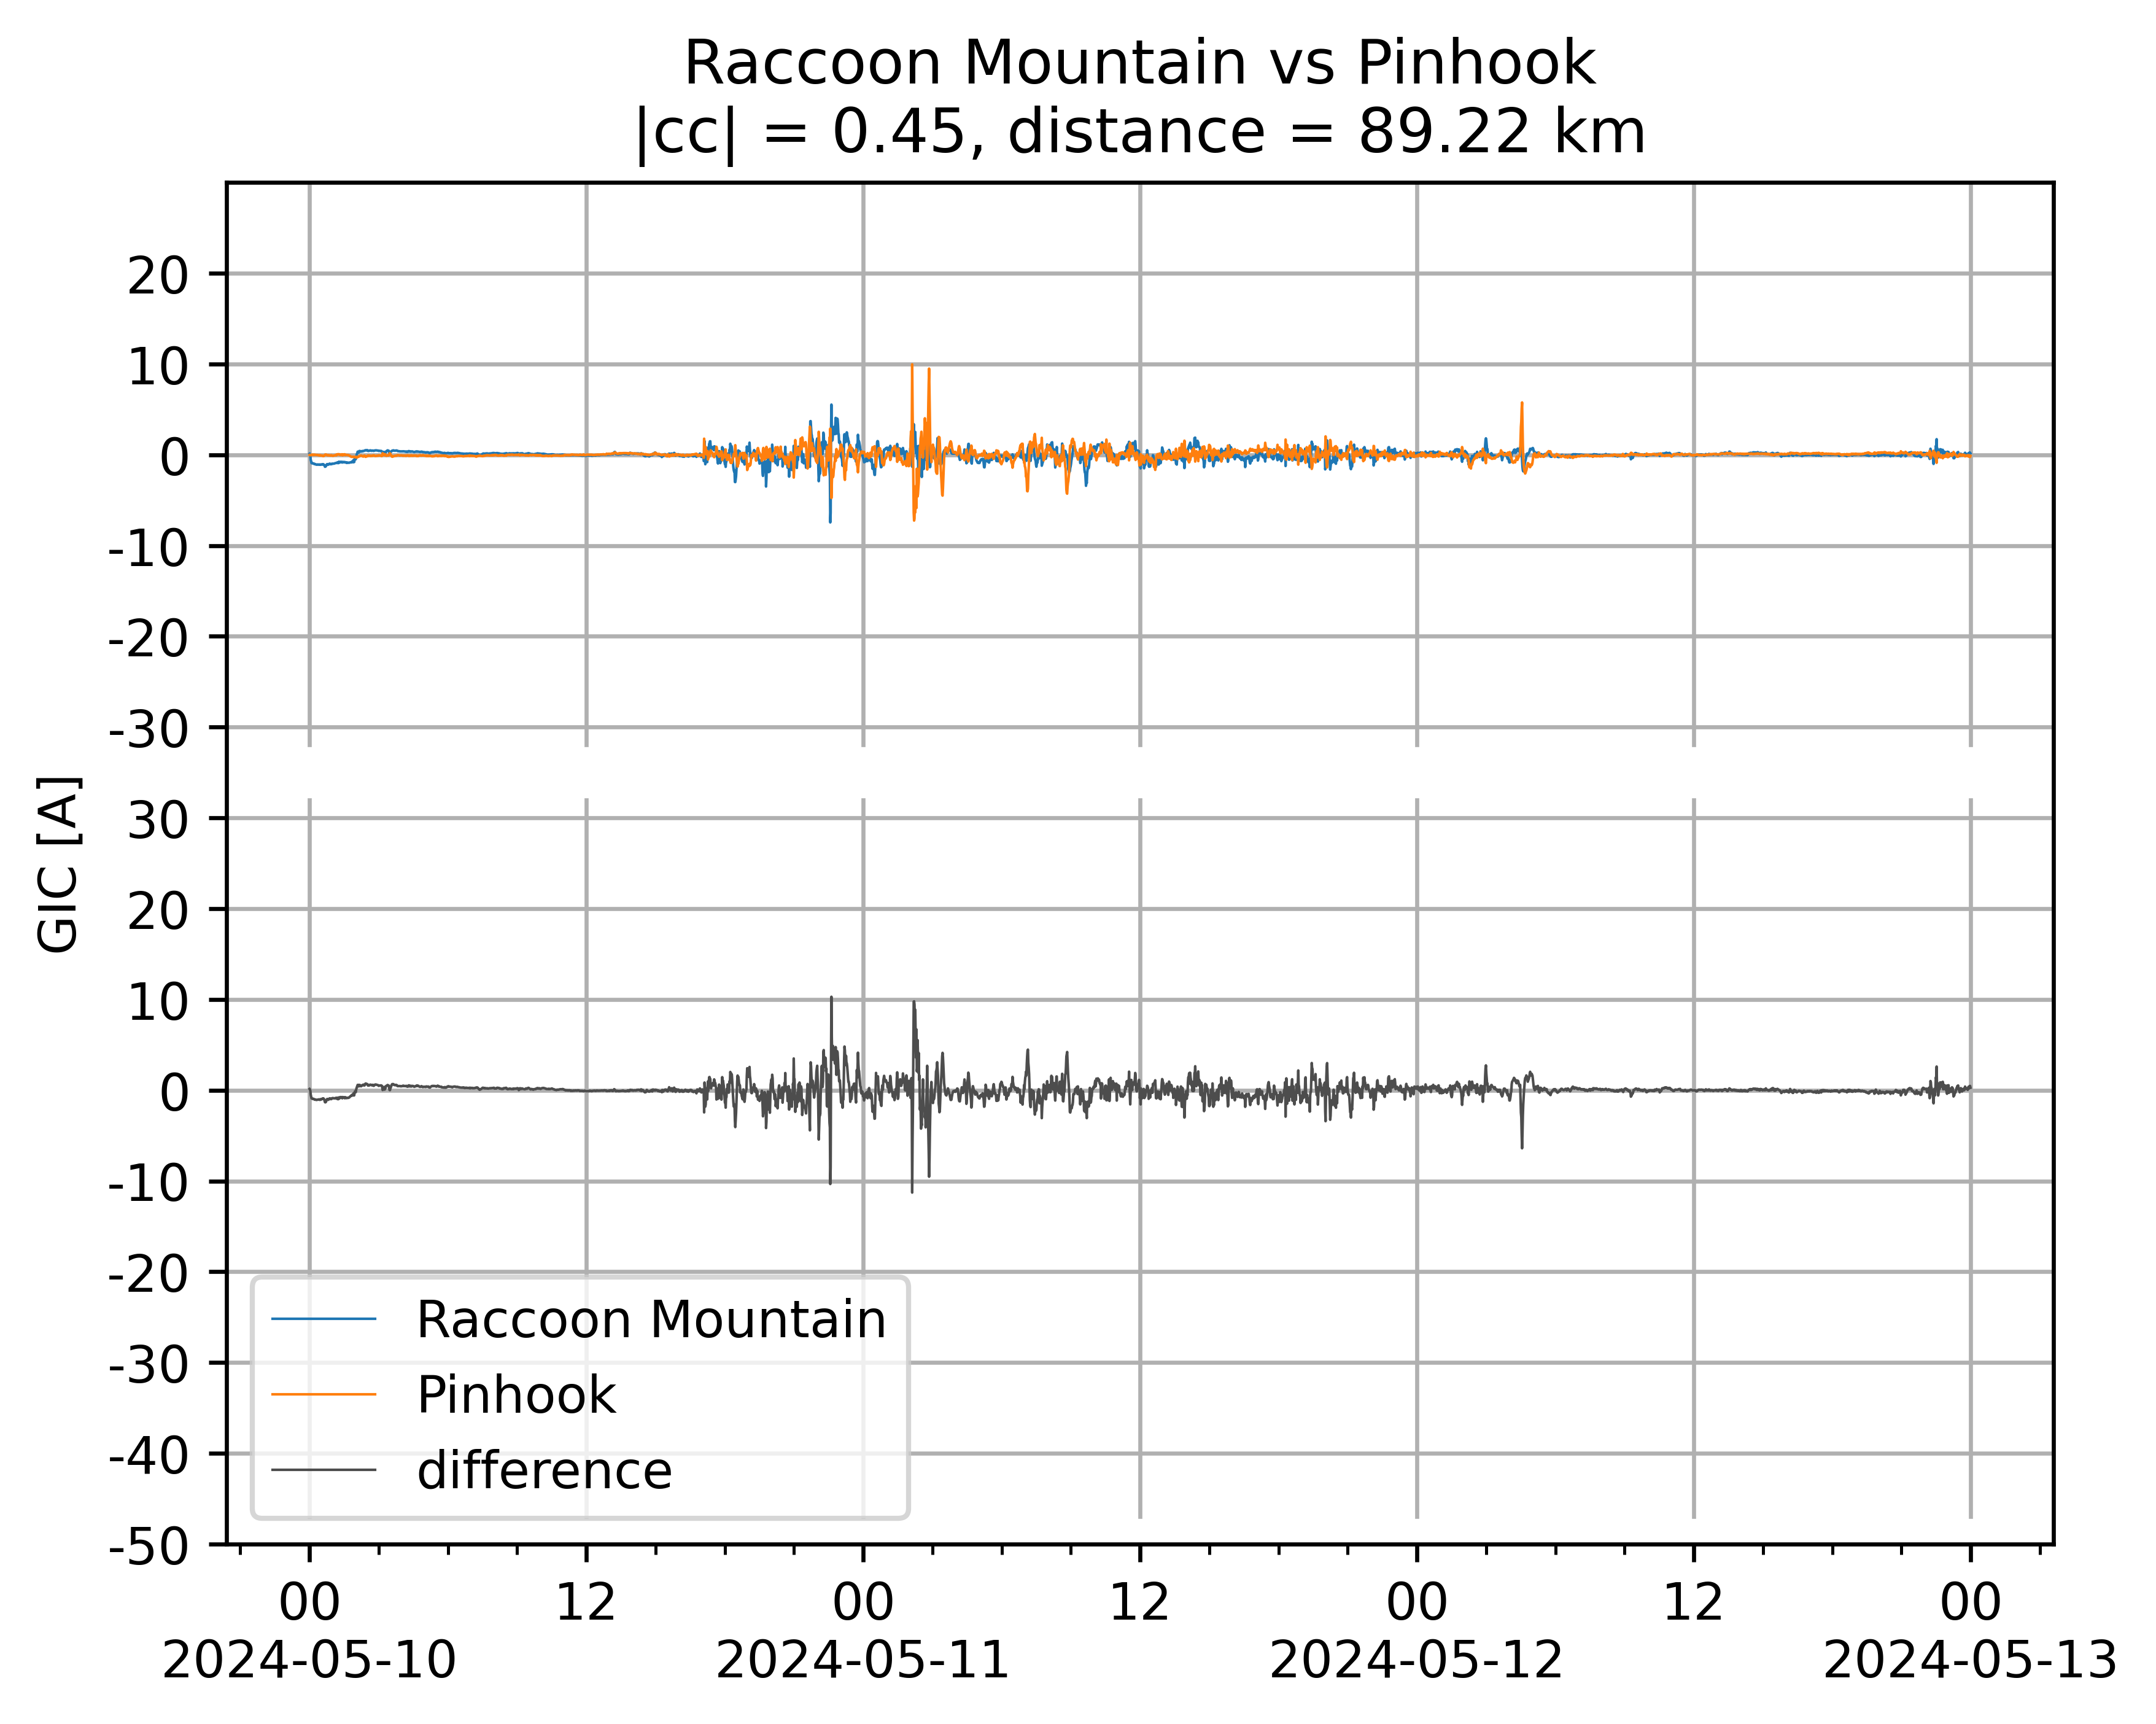 Raccoon Mountain vs Pinhook
|cc| = 0.45, distance = 89.22 km
GIC [A]
20
10
0
-10
-20
-30
30
20
10
0
-10
-20
-30
-40
-50
Raccoon Mountain
Pinhook
difference
00 12 00 12 00 12 00
2024-05-10 2024-05-11 2024-05-12 2024-05-13